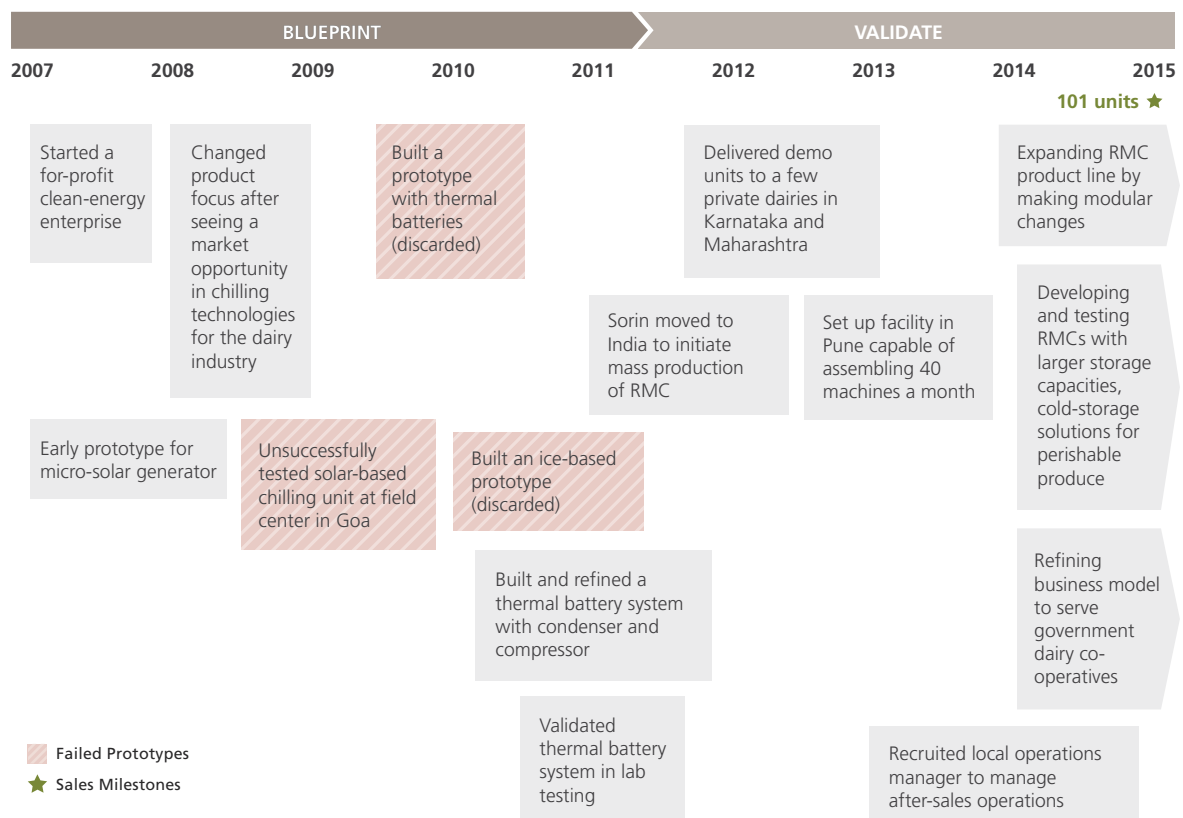 BLUEPRINT
VALIDATE
2007 2008 2009 2010 2011 2012 2013 2014 2015
101 units
Started a
for-profit
clean-energy
enterprise
Changed
product
focus after
seeing a
market
opportunity
in chilling
technologies
for the dairy
industry
Built a
prototype
with thermal
batteries
(discarded)
Delivered demo
units to a few
private dairies in
Karnataka and
Maharashtra
Expanding RMC
product line by
making modular
changes
Sorin moved to
India to initiate
mass production
of RMC
Set up facility in
Pune capable of
assembling 40
machines a month
Developing
and testing
RMCs with
larger storage
capacities,
cold-storage
solutions for
perishable
produce
Early prototype for
micro-solar generator
Unsuccessfully
tested solar-based
chilling unit at field
center in Goa
Built an ice-based
prototype
(discarded)
Built and refined a
thermal battery system
with condenser and
compressor
Refining
business model
to serve
government
dairy co-
operatives
Validated
thermal battery
system in lab
testing
Recruited local operations
manager to manage
after-sales operations
Failed Prototypes
Sales Milestones